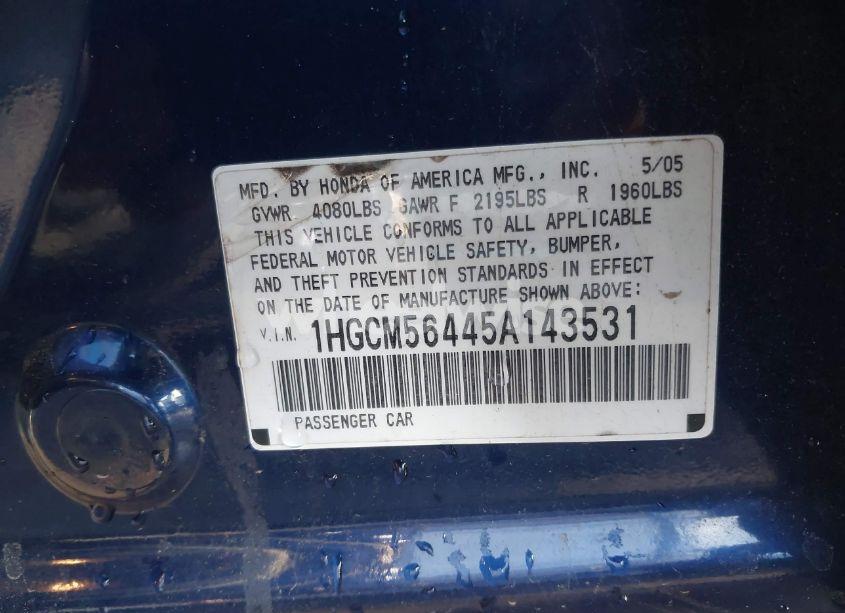 MFD. BY HONDA OF AMERICA MFG., INC. 5/05
GVWR. 4080LBS GAWR F 2195LBS R 1960LBS
THIS VEHICLE CONFORMS TO ALL APPLICABLE
FEDERAL MOTOR VEHICLE SAFETY, BUMPER,
AND THEFT PREVENTION STANDARDS IN EFFECT
ON THE DATE OF MANUFACTURE SHOWN ABOVE:
V.I.N. 1HGCM56445A143531
PASSENGER CAR